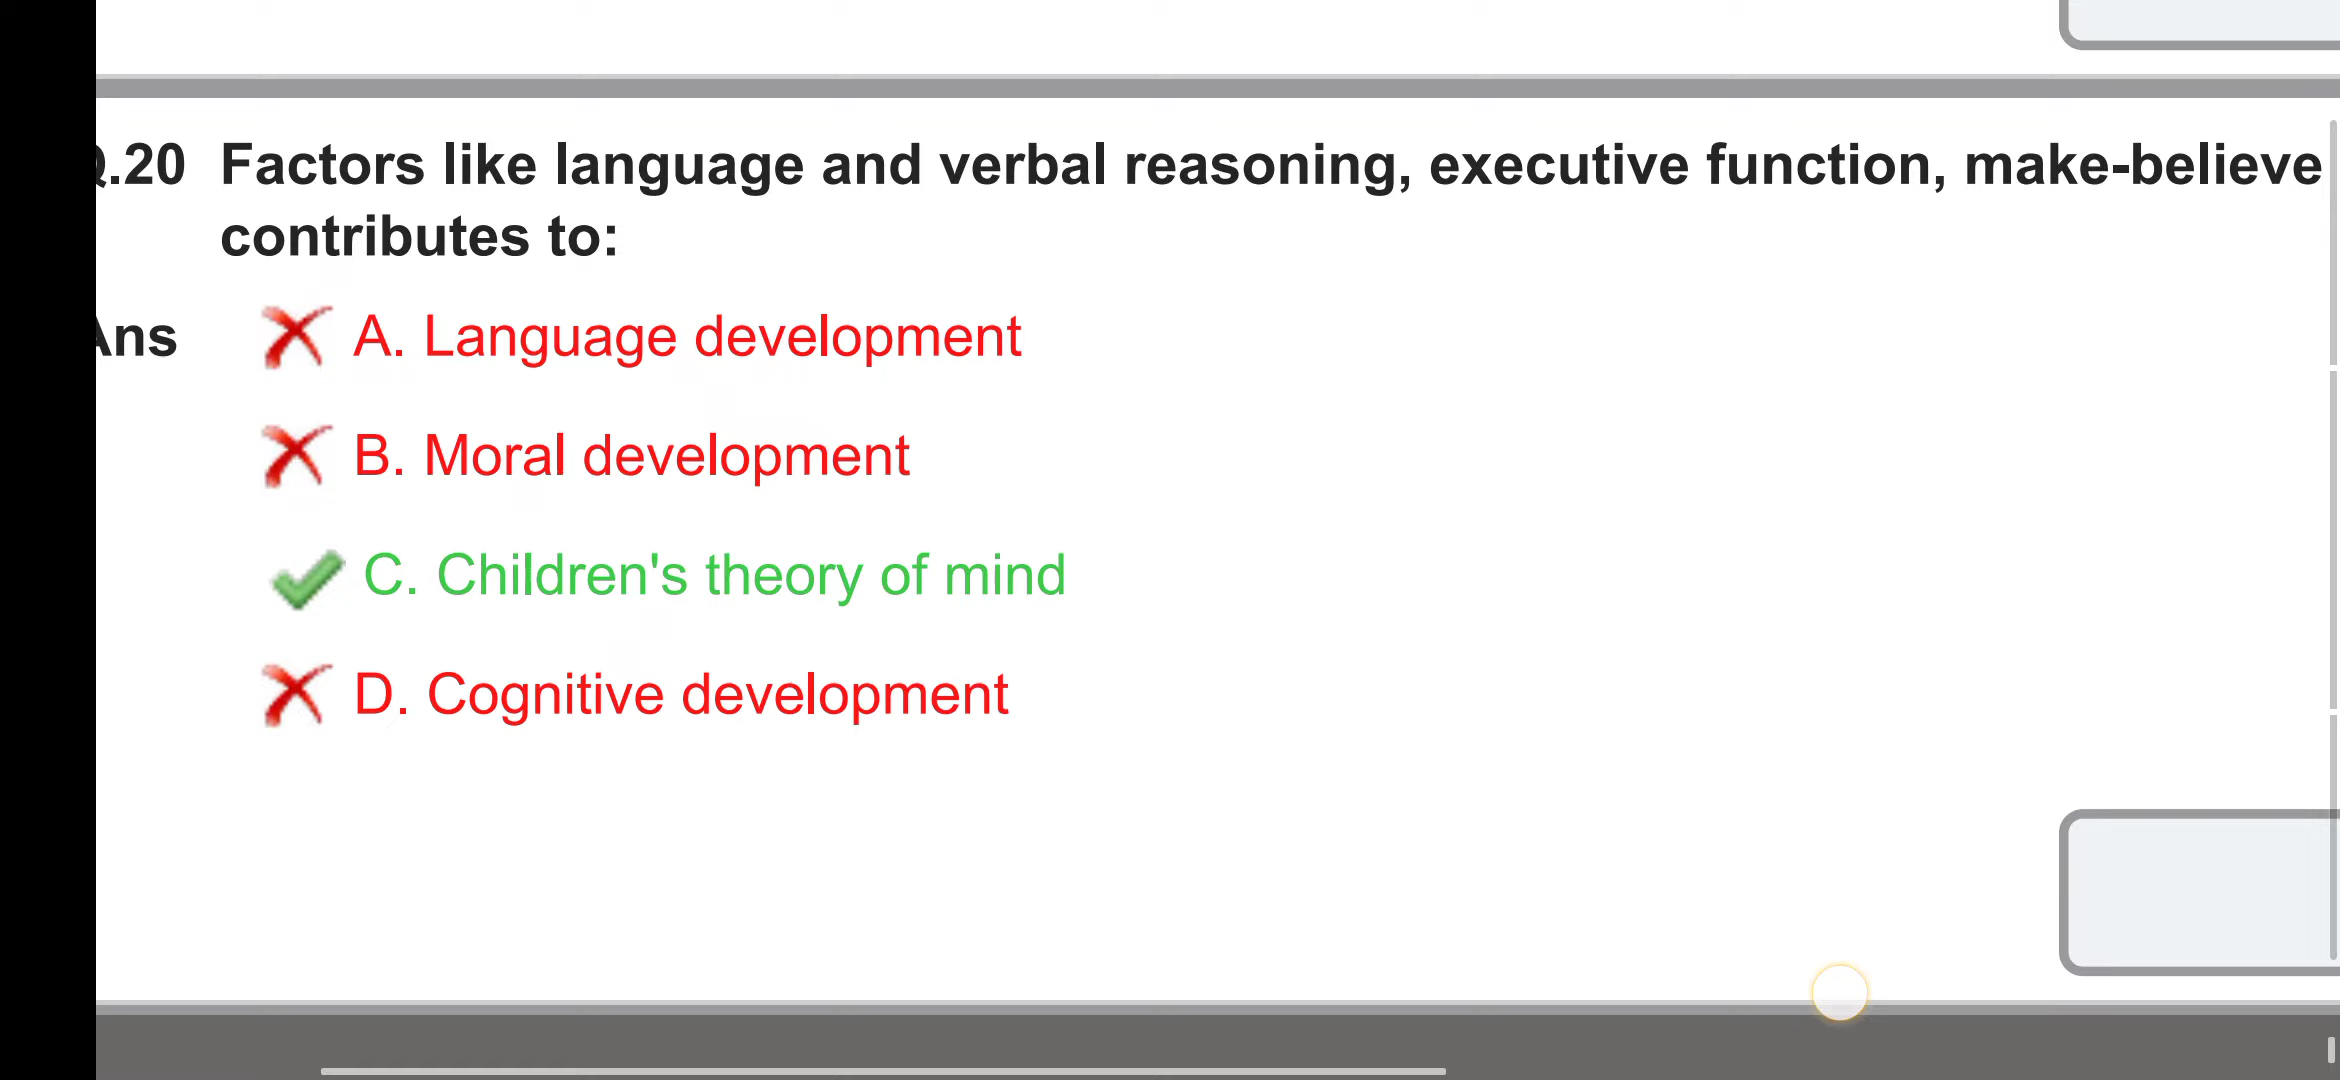 Q.20 Factors like language and verbal reasoning, executive function, make-believe
contributes to:
Ans A. Language development
B. Moral development
C. Children's theory of mind
D. Cognitive development